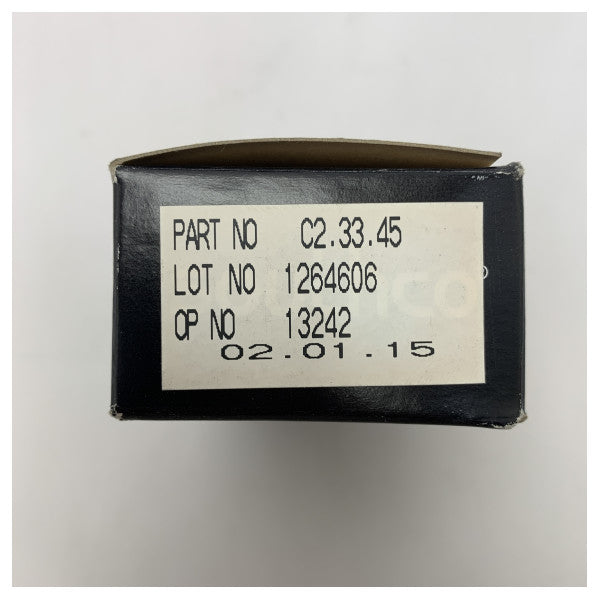 PART NO C2.33.45
LOT NO 1264606
OP NO 13242
02.01.15